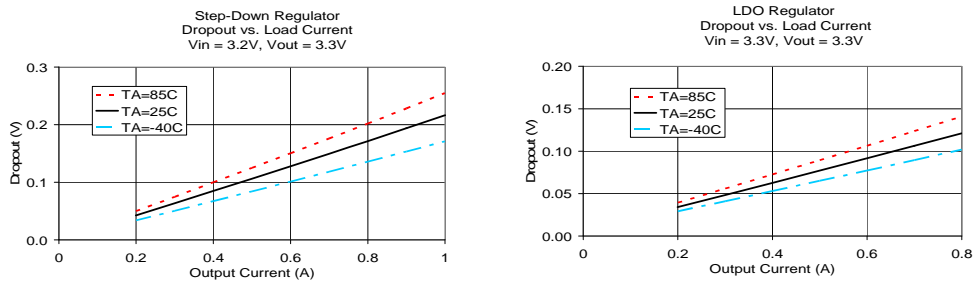 Step-Down Regulator
Dropout vs. Load Current
Vin = 3.2V, Vout = 3.3V
0.3
0.2
0.1
0.0
Dropout (V)
TA=85C
TA=25C
TA=-40C
0
0.2
0.4
0.6
0.8
1
Output Current (A)
LDO Regulator
Dropout vs. Load Current
Vin = 3.3V, Vout = 3.3V
0.20
0.15
0.10
0.05
0.00
Dropout (V)
TA=85C
TA=25C
TA=-40C
0
0.2
0.4
0.6
0.8
Output Current (A)